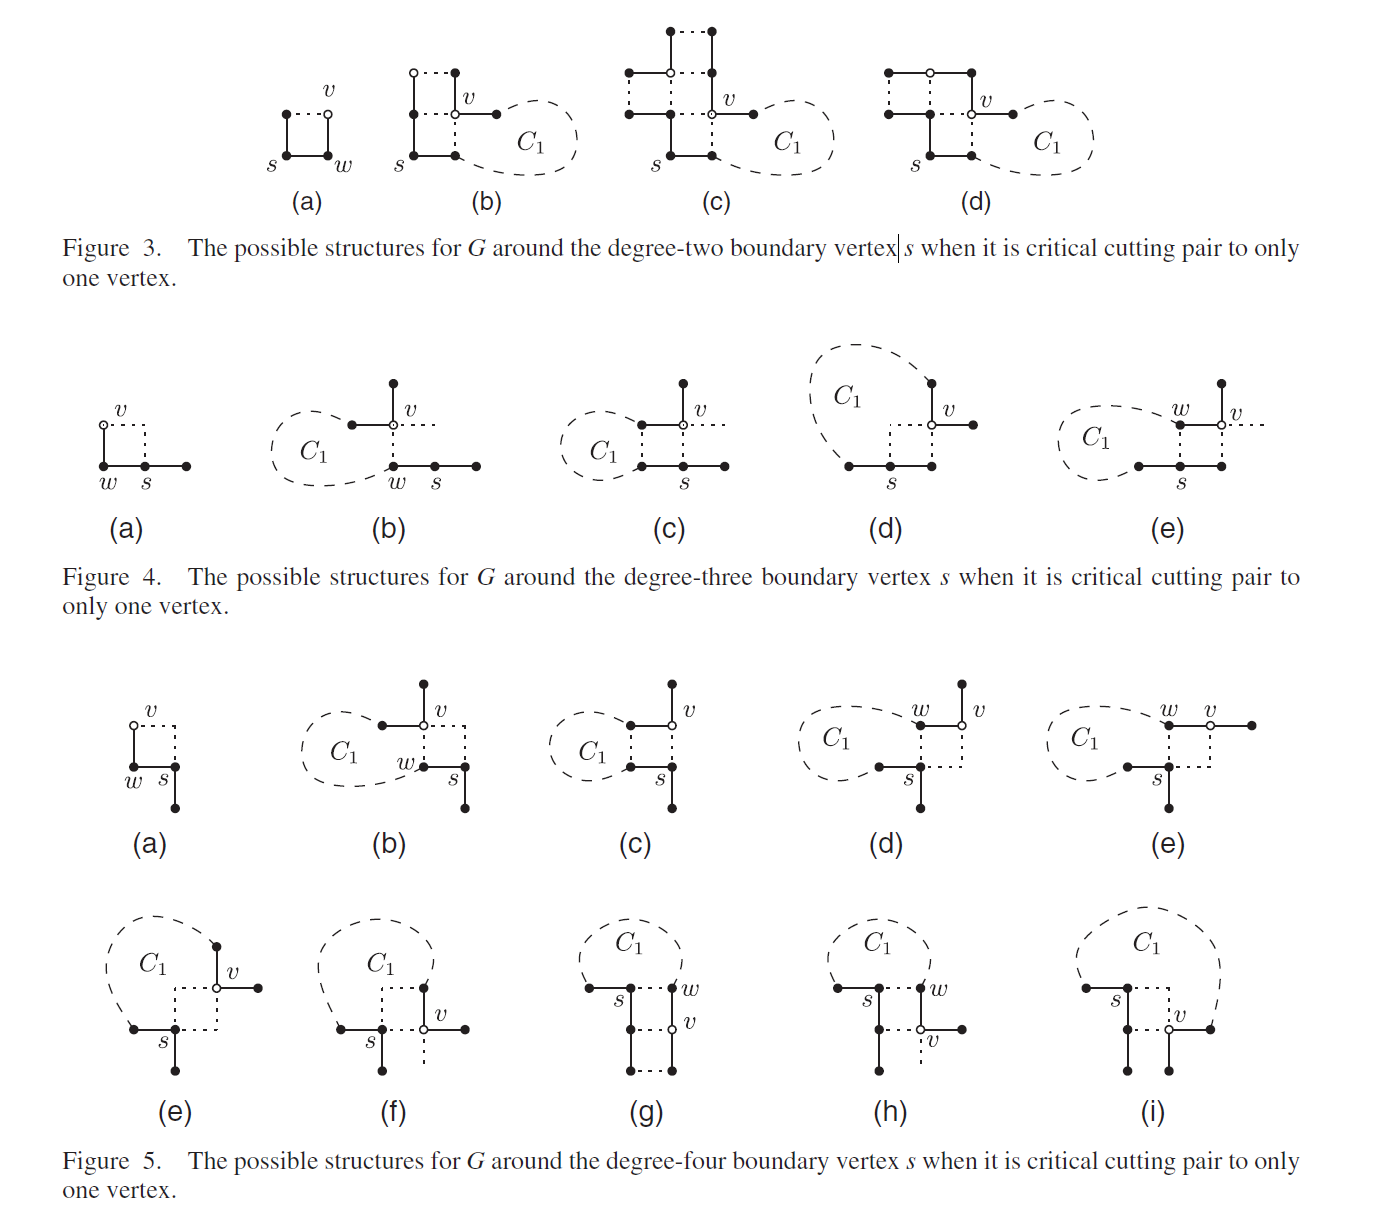 v
v
v
v
C₁
C₁
C₁
s
w
s
s
s
(a)
(b)
(c)
(d)
Figure 3. The possible structures for G around the degree-two boundary vertex s when it is critical cutting pair to only
one vertex.
v
v
v
v
w
v
C₁
C₁
C₁
C₁
w
s
w
s
s
s
s
(a)
(b)
(c)
(d)
(e)
Figure 4. The possible structures for G around the degree-three boundary vertex s when it is critical cutting pair to
only one vertex.
v
v
v
w
v
w
v
C₁
C₁
C₁
C₁
w
s
w
s
s
s
s
(a)
(b)
(c)
(d)
(e)
C₁
C₁
C₁
C₁
C₁
v
s
v
s
s
w
v
s
w
v
s
v
(e)
(f)
(g)
(h)
(i)
Figure 5. The possible structures for G around the degree-four boundary vertex s when it is critical cutting pair to only
one vertex.